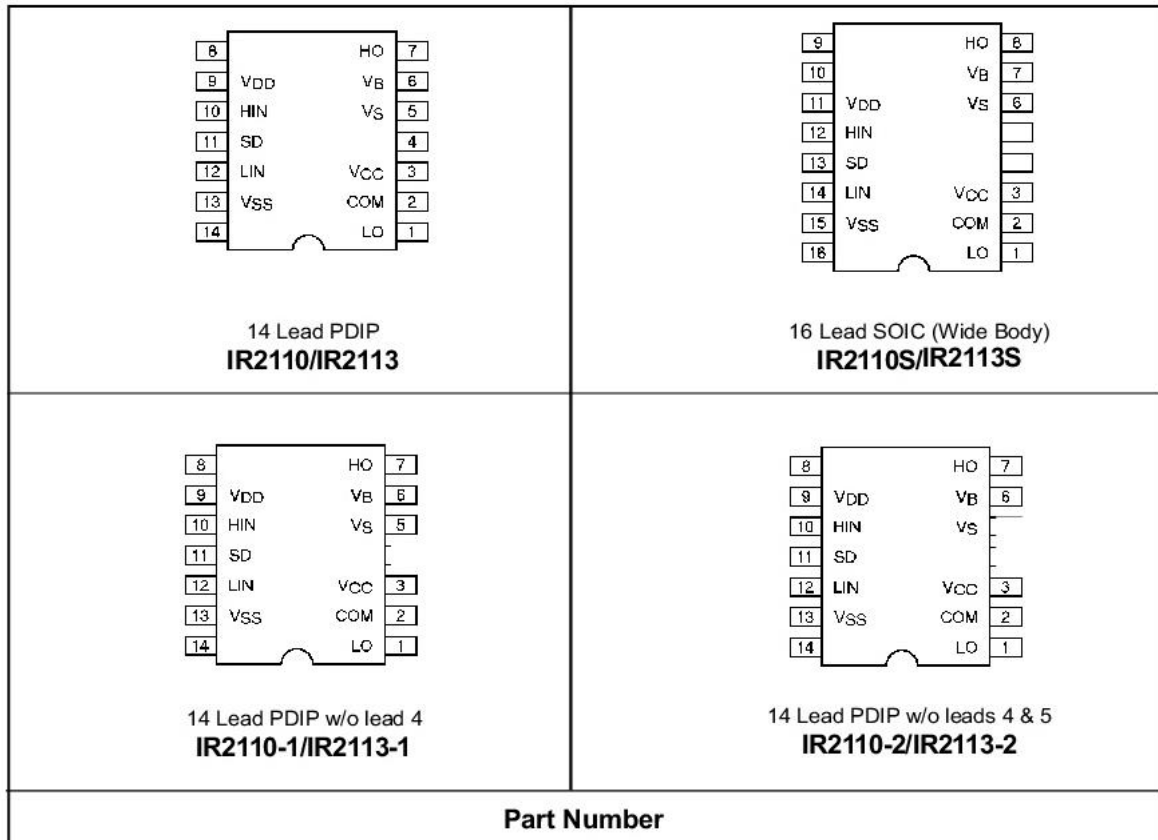 8 HO 7
9 VDD VB 6
10 HIN VS 5
11 SD 4
12 LIN VCC 3
13 VSS COM 2
14 LO 1
14 Lead PDIP
IR2110/IR2113
9 HO 8
10 VB 7
11 VDD VS 6
12 HIN
13 SD
14 LIN VCC 3
15 VSS COM 2
16 LO 1
16 Lead SOIC (Wide Body)
IR2110S/IR2113S
8 HO 7
9 VDD VB 6
10 HIN VS 5
11 SD
12 LIN VCC 3
13 VSS COM 2
14 LO 1
14 Lead PDIP w/o lead 4
IR2110-1/IR2113-1
8 HO 7
9 VDD VB 6
10 HIN VS
11 SD
12 LIN VCC 3
13 VSS COM 2
14 LO 1
14 Lead PDIP w/o leads 4 & 5
IR2110-2/IR2113-2
Part Number